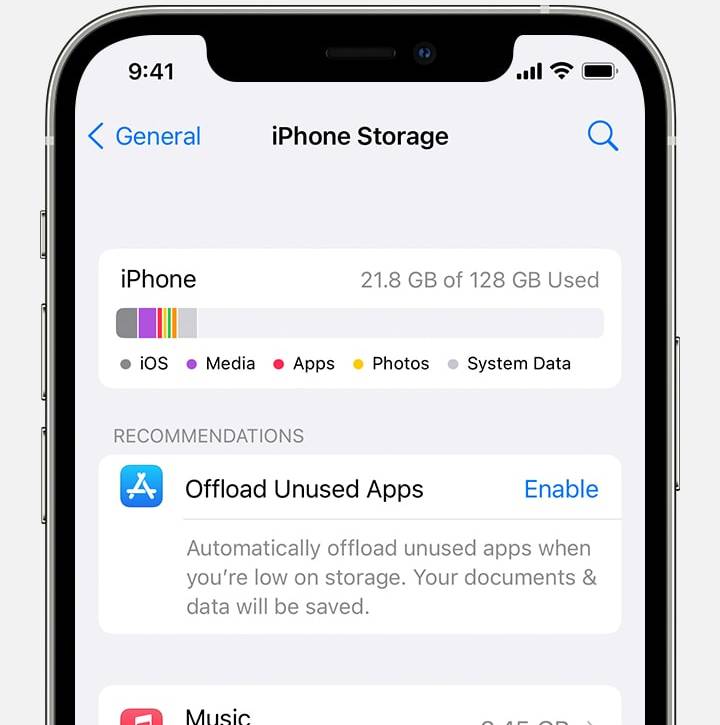 9:41
General
iPhone Storage
iPhone
21.8 GB of 128 GB Used
iOS
Media
Apps
Photos
System Data
RECOMMENDATIONS
Offload Unused Apps
Enable
Automatically offload unused apps when
you’re low on storage. Your documents &
data will be saved.
Music